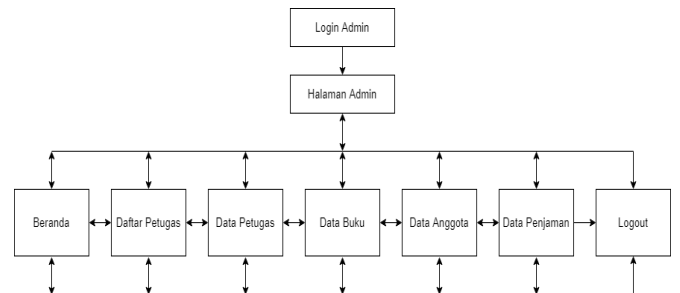 Login Admin
Halaman Admin
Beranda
Daftar Petugas
Data Petugas
Data Buku
Data Anggota
Data Penjaman
Logout